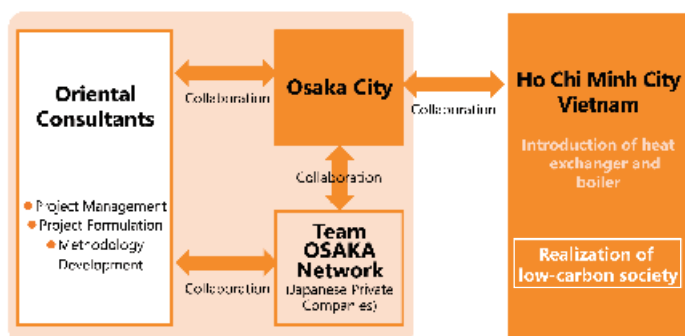 Oriental
Consultants
Project Management
Project Formulation
Methodology
Development
Collaboration
Osaka City
Collaboration
Collaboration
Team
OSAKA
Network
(Japanese Private
Companies)
Collaboration
Ho Chi Minh City
Vietnam
Introduction of heat
exchanger and
boiler
Realization of
low-carbon society